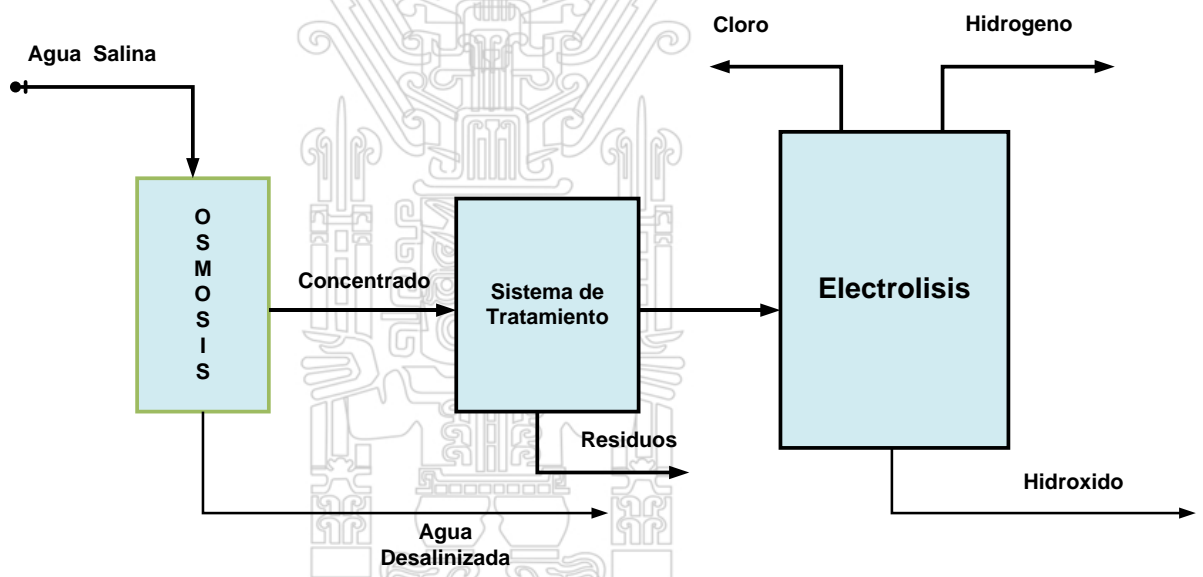 Cloro
Hidrogeno
Agua Salina
O
S
M
O
S
I
S
Concentrado
Sistema de
Tratamiento
Electrolisis
Residuos
Hidroxido
Agua
Desalinizada